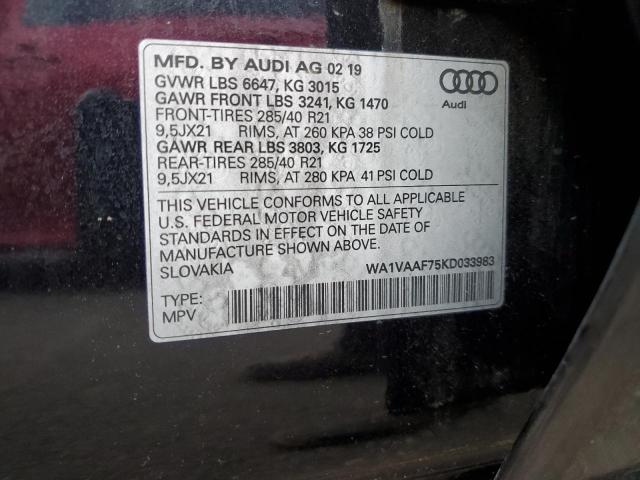 MFD. BY AUDI AG 02 19
GVWR LBS 6647, KG 3015
GAWR FRONT LBS 3241, KG 1470
FRONT-TIRES 285/40 R21
9,5JX21 RIMS, AT 260 KPA 38 PSI COLD
GAWR REAR LBS 3803, KG 1725
REAR-TIRES 285/40 R21
9,5JX21 RIMS, AT 280 KPA 41 PSI COLD
Audi
THIS VEHICLE CONFORMS TO ALL APPLICABLE
U.S. FEDERAL MOTOR VEHICLE SAFETY
STANDARDS IN EFFECT ON THE DATE OF
MANUFACTURE SHOWN ABOVE.
SLOVAKIA WA1VAAF75KD033983
TYPE:
MPV